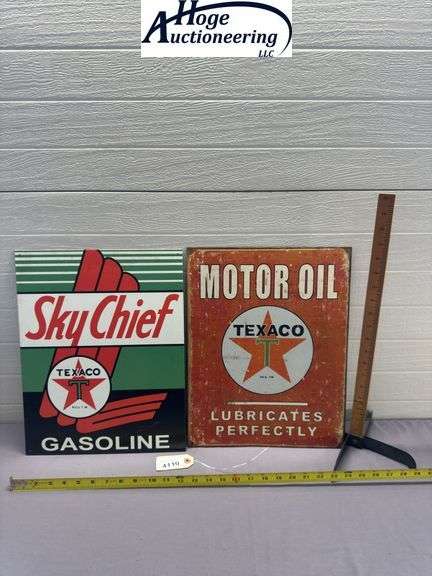 Hoge
Auctioneering
LLC
Sky Chief
TEXACO
T
GASOLINE
MOTOR OIL
TEXACO
T
LUBRICATES
PERFECTLY